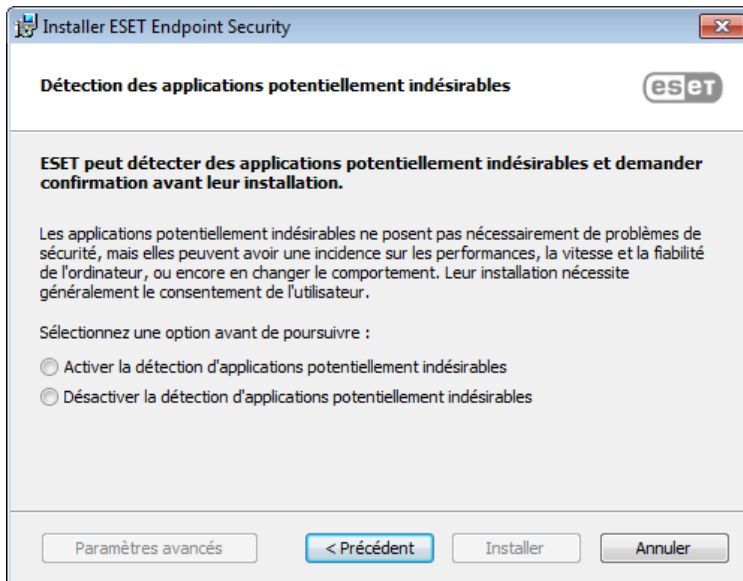 Installer ESET Endpoint Security
Détection des applications potentiellement indésirables
eseT
ESET peut détecter des applications potentiellement indésirables et demander
confirmation avant leur installation.
Les applications potentiellement indésirables ne posent pas nécessairement de problèmes de
sécurité, mais elles peuvent avoir une incidence sur les performances, la vitesse et la fiabilité
de l'ordinateur, ou encore en changer le comportement. Leur installation nécessite
généralement le consentement de l'utilisateur.
Sélectionnez une option avant de poursuivre :
Activer la détection d'applications potentiellement indésirables
Désactiver la détection d'applications potentiellement indésirables
Paramètres avancés
< Précédent
Installer
Annuler